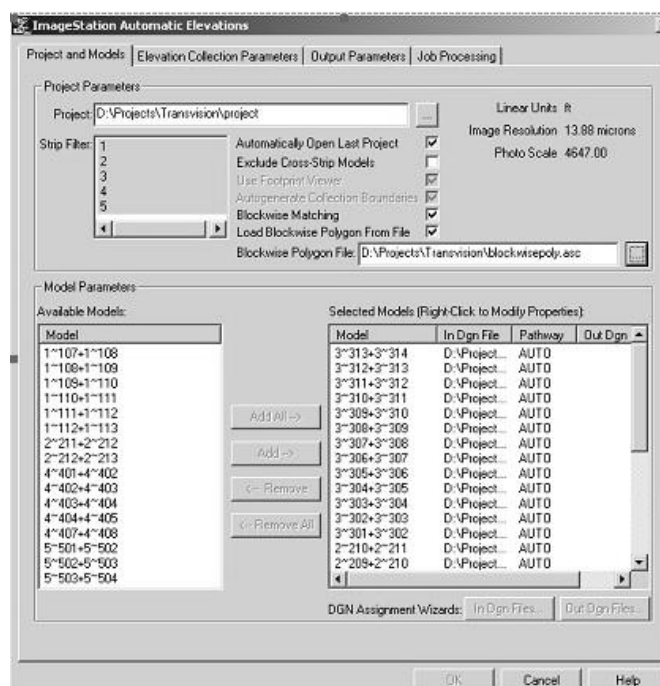 ImageStation Automatic Elevations
Project and Models Elevation Collection Parameters Output Parameters Job Processing
Project Parameters
Project: D:\Projects\Transvision\project ...
Linear Units ft
Image Resolution 13.88 microns
Photo Scale 4647.00
Strip Filter: 1
2
3
4
5
Automatically Open Last Project
Exclude Cross-Strip Models
Use Footprint Viewer
Autogenerate Collection Boundaries
Blockwise Matching
Load Blockwise Polygon From File
Blockwise Polygon File: D:\Projects\Transvision\blockwisepoly.asc
Model Parameters
Available Models:
Model
1~107+1~108
1~108+1~109
1~109+1~110
1~110+1~111
1~111+1~112
1~112+1~113
2~211+2~212
2~212+2~213
4~401+4~402
4~402+4~403
4~403+4~404
4~404+4~405
4~407+4~408
5~501+5~502
5~502+5~503
5~503+5~504
Add All -->
Add -->
<-- Remove
<-- Remove All
Selected Models (Right-Click to Modify Properties):
Model In Dgn File Pathway Out Dgn
3~313+3~314 D:\Project... AUTO
3~312+3~313 D:\Project... AUTO
3~311+3~312 D:\Project... AUTO
3~310+3~311 D:\Project... AUTO
3~309+3~310 D:\Project... AUTO
3~308+3~309 D:\Project... AUTO
3~307+3~308 D:\Project... AUTO
3~306+3~307 D:\Project... AUTO
3~305+3~306 D:\Project... AUTO
3~304+3~305 D:\Project... AUTO
3~303+3~304 D:\Project... AUTO
3~302+3~303 D:\Project... AUTO
3~301+3~302 D:\Project... AUTO
2~210+2~211 D:\Project... AUTO
2~209+2~210 D:\Project... AUTO
DGN Assignment Wizards: In Dgn Files... Out Dgn Files...
OK Cancel Help